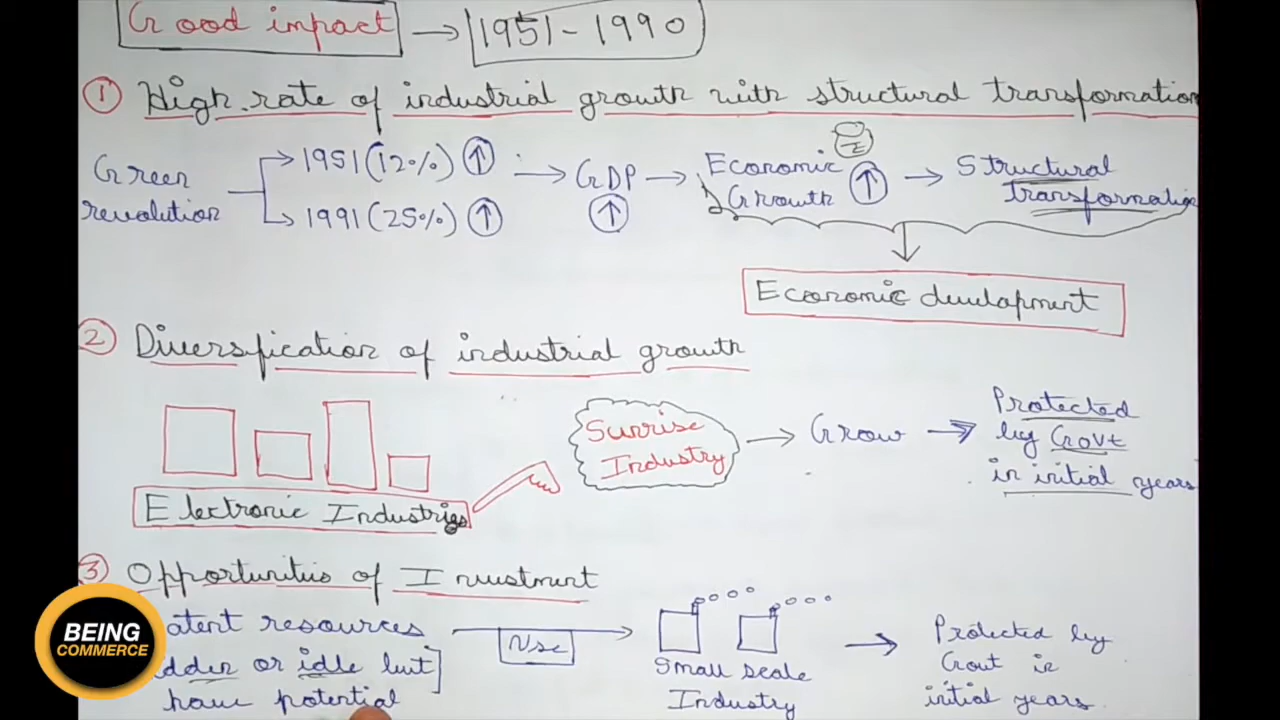 Good impact → 1951 - 1990
① High rate of industrial growth with structural transformation
Green revolution → 1951 (12%) ↑ → GDP ↑ → Economic Growth ↑ → Structural transformation
→ 1991 (25%) ↑
Economic development
② Diversification of industrial growth
Electronic Industries
Sunrise Industry → Grow → Protected by Govt in initial years
③ Opportunities of Investment
atent resources
dden or idle but
have potential
Use
Small scale Industry
Protected by Govt in initial years
BEING
COMMERCE